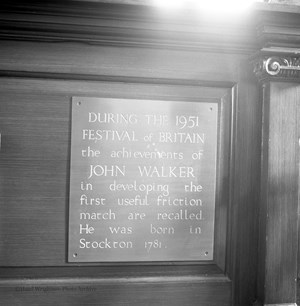 DURING THE 1951
FESTIVAL of BRITAIN
the achievements of
JOHN WALKER
in developing the
first useful friction
march are recalled.
He was born in
Stockton 1781.